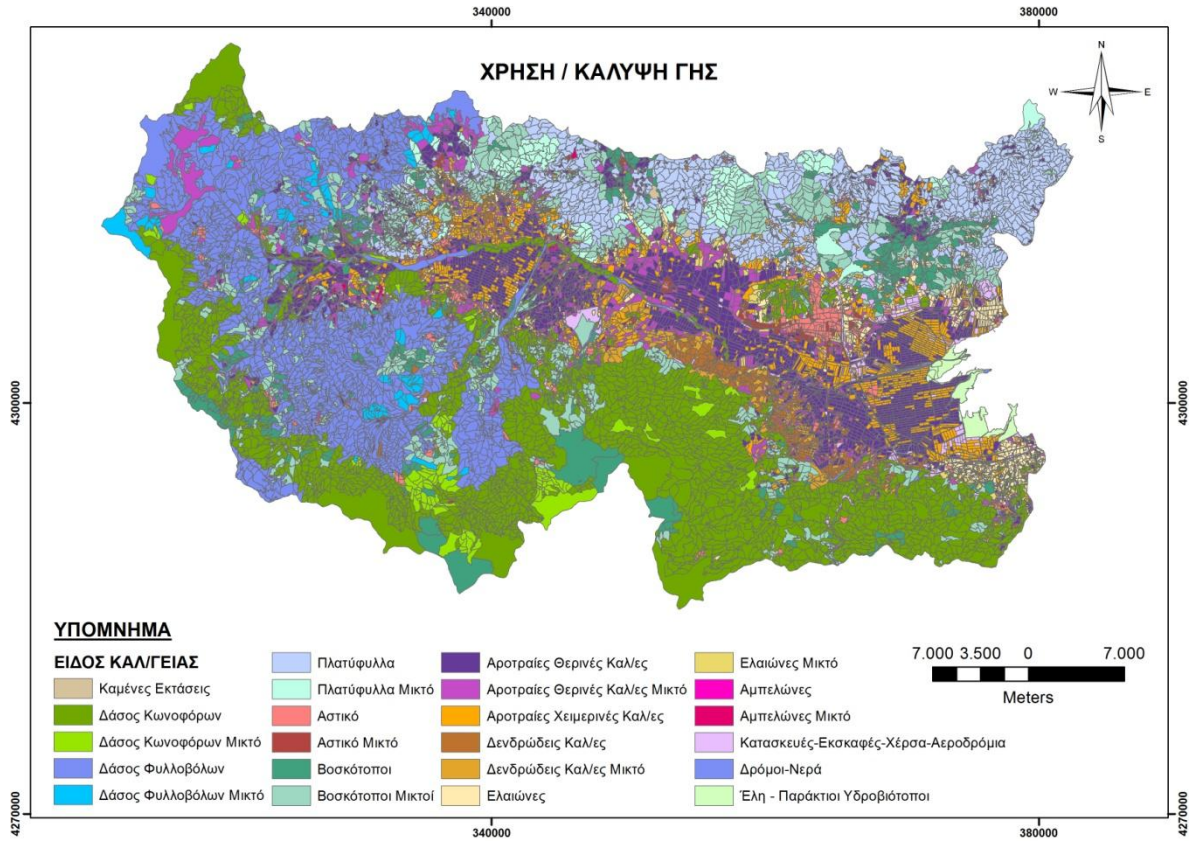 340000
380000
ΧΡΗΣΗ / ΚΑΛΥΨΗ ΓΗΣ
N
W
E
S
4300000
4300000
ΥΠΟΜΝΗΜΑ
ΕΙΔΟΣ ΚΑΛ/ΓΕΙΑΣ
Καμένες Εκτάσεις
Δάσος Κωνοφόρων
Δάσος Κωνοφόρων Μικτό
Δάσος Φυλλοβόλων
Δάσος Φυλλοβόλων Μικτό
Πλατύφυλλα
Πλατύφυλλα Μικτό
Αστικό
Αστικό Μικτό
Βοσκότοποι
Βοσκότοποι Μικτοί
Αροτραίες Θερινές Καλ/ες
Αροτραίες Θερινές Καλ/ες Μικτό
Αροτραίες Χειμερινές Καλ/ες
Δενδρώδεις Καλ/ες
Δενδρώδεις Καλ/ες Μικτό
Ελαιώνες
Ελαιώνες Μικτό
Αμπελώνες
Αμπελώνες Μικτό
Κατασκευές-Εκσκαφές-Χέρσα-Αεροδρόμια
Δρόμοι-Νερά
Έλη - Παράκτιοι Υδροβιότοποι
7.000 3.500 0 7.000
Meters
4270000
4270000
340000
380000